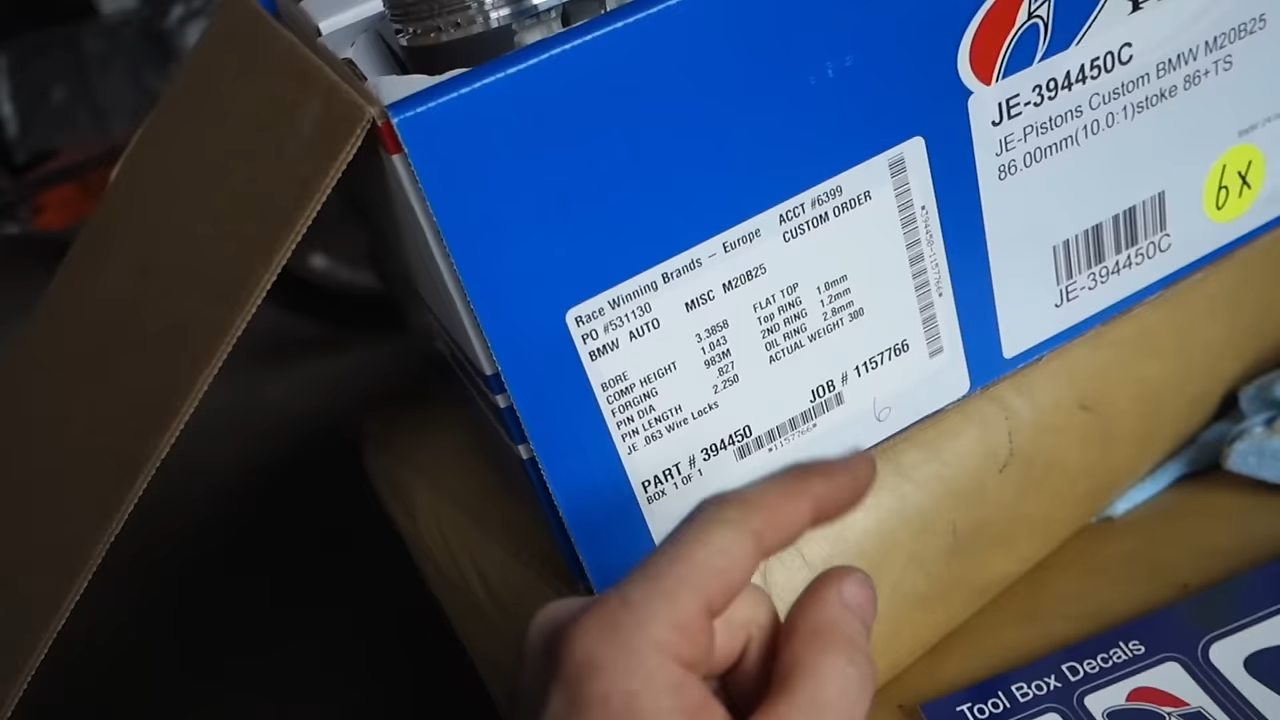 Race Winning Brands – Europe ACCT #6399
PO #531130 CUSTOM ORDER
BMW AUTO MISC M20B25
BORE 3.3858 FLAT TOP
COMP HEIGHT 1.043 Top RING 1.0mm
FORGING 983M 2ND RING 1.2mm
PIN DIA .827 OIL RING 2.8mm
PIN LENGTH 2.250 ACTUAL WEIGHT 300
JE .063 Wire Locks
PART # 394450 JOB # 1157766
BOX 1 OF 1
*1157766*
*394450-1157766*
6
JE-394450C
JE-Pistons Custom BMW M20B25
86.00mm(10.0:1)stoke 86+TS
6x
JE-394450C
Tool Box Decals